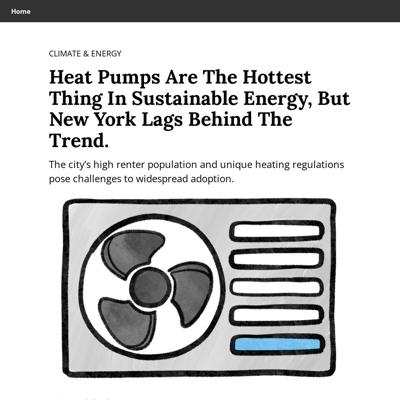 Home
CLIMATE & ENERGY
Heat Pumps Are The Hottest
Thing In Sustainable Energy, But
New York Lags Behind The
Trend.
The city’s high renter population and unique heating regulations
pose challenges to widespread adoption.